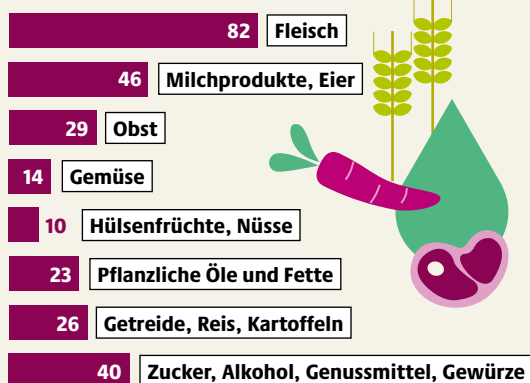 82 Fleisch
46 Milchprodukte, Eier
29 Obst
14 Gemüse
10 Hülsenfrüchte, Nüsse
23 Pflanzliche Öle und Fette
26 Getreide, Reis, Kartoffeln
40 Zucker, Alkohol, Genussmittel, Gewürze